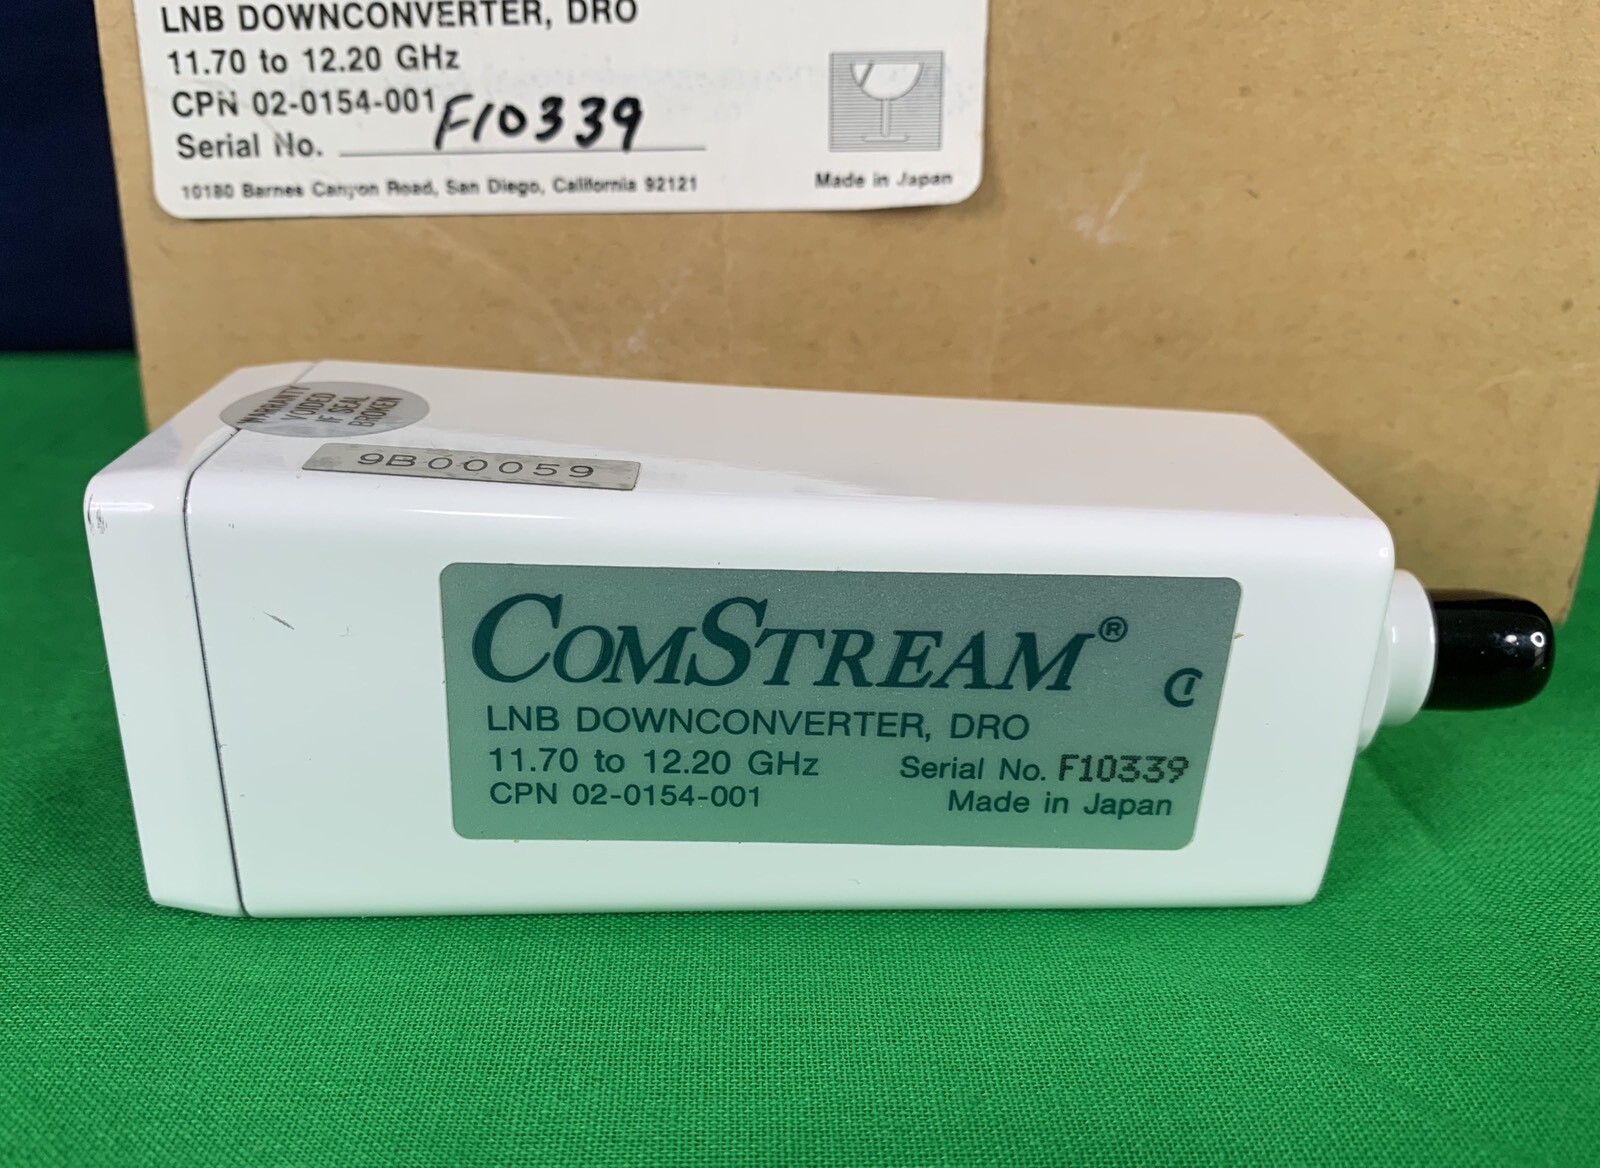 LNB DOWNCONVERTER, DRO
11.70 to 12.20 GHz
CPN 02-0154-001
Serial No. F10339
10180 Barnes Canyon Road, San Diego, California 92121
Made in Japan
WARRANTY
VOIDED
IF SEAL
BROKEN
9B00059
COMSTREAM®
LNB DOWNCONVERTER, DRO
11.70 to 12.20 GHz
Serial No. F10339
CPN 02-0154-001
Made in Japan